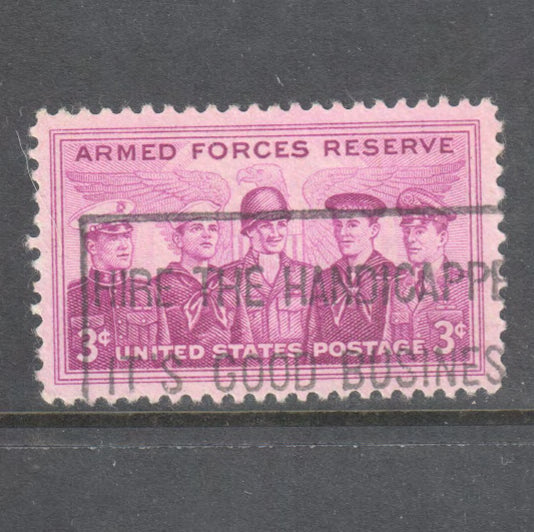 ARMED FORCES RESERVE
HIRE THE HANDICAPPE
3¢ UNITED STATES POSTAGE 3¢
IT'S GOOD BUSINES